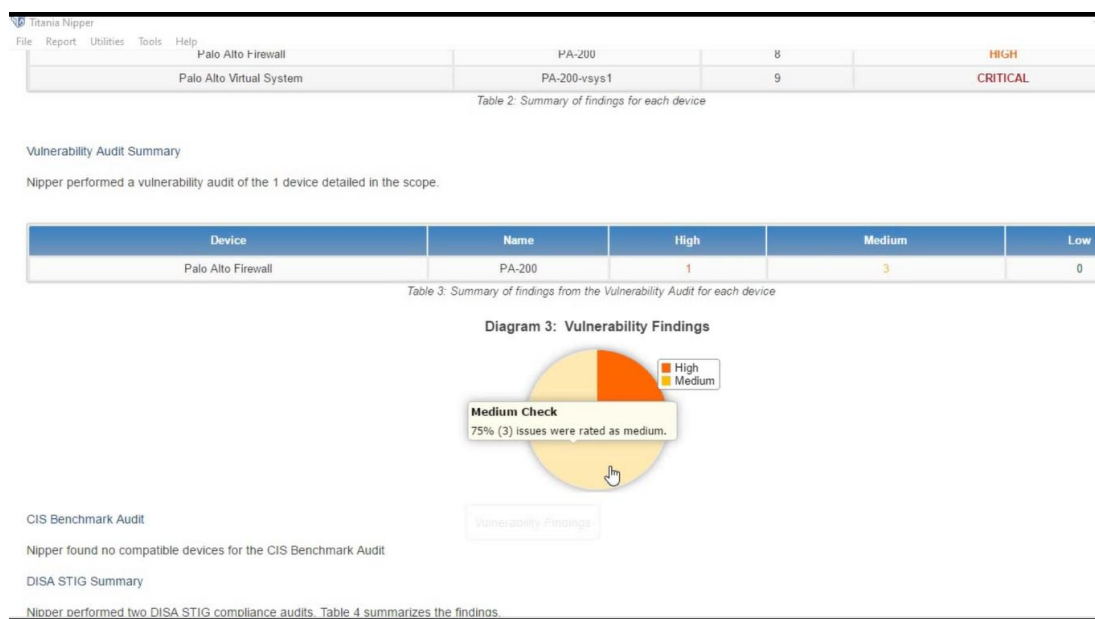 Titania Nipper
File Report Utilities Tools Help
Palo Alto Firewall PA-200 8 HIGH
Palo Alto Virtual System PA-200-vsys1 9 CRITICAL
Table 2: Summary of findings for each device
Vulnerability Audit Summary
Nipper performed a vulnerability audit of the 1 device detailed in the scope.
Device Name High Medium Low
Palo Alto Firewall PA-200 1 3 0
Table 3: Summary of findings from the Vulnerability Audit for each device
Diagram 3: Vulnerability Findings
High
Medium
Medium Check
75% (3) issues were rated as medium.
CIS Benchmark Audit
Vulnerability Findings
Nipper found no compatible devices for the CIS Benchmark Audit
DISA STIG Summary
Nipper performed two DISA STIG compliance audits. Table 4 summarizes the findings.